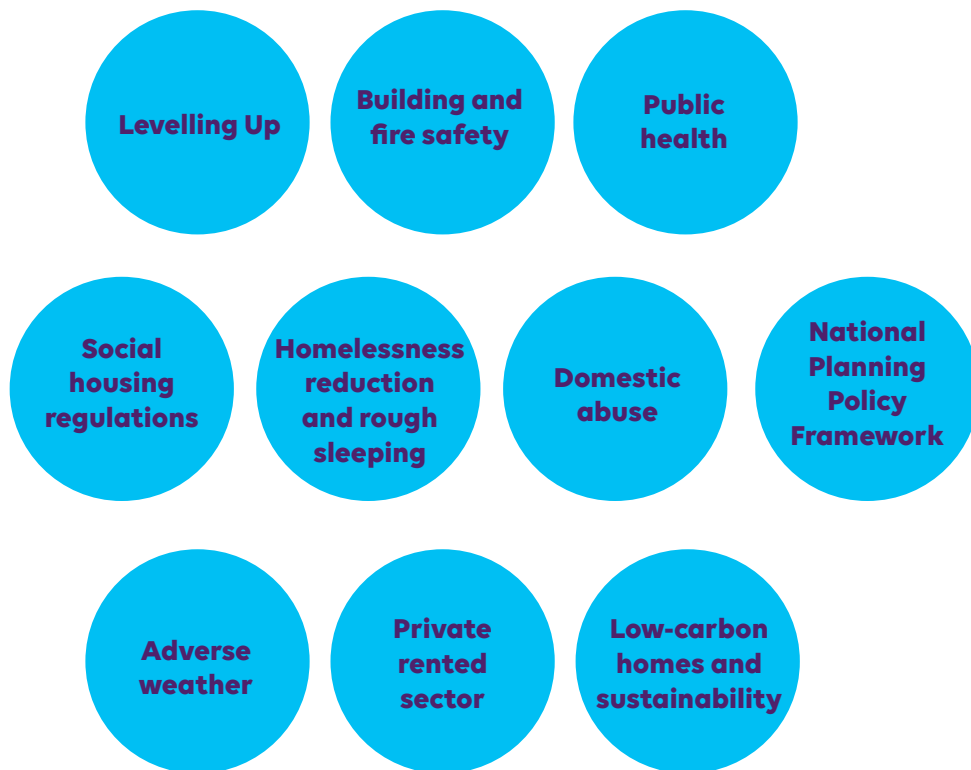 Levelling Up
Building and
fire safety
Public
health
Social
housing
regulations
Homelessness
reduction
and rough
sleeping
Domestic
abuse
National
Planning
Policy
Framework
Adverse
weather
Private
rented
sector
Low-carbon
homes and
sustainability